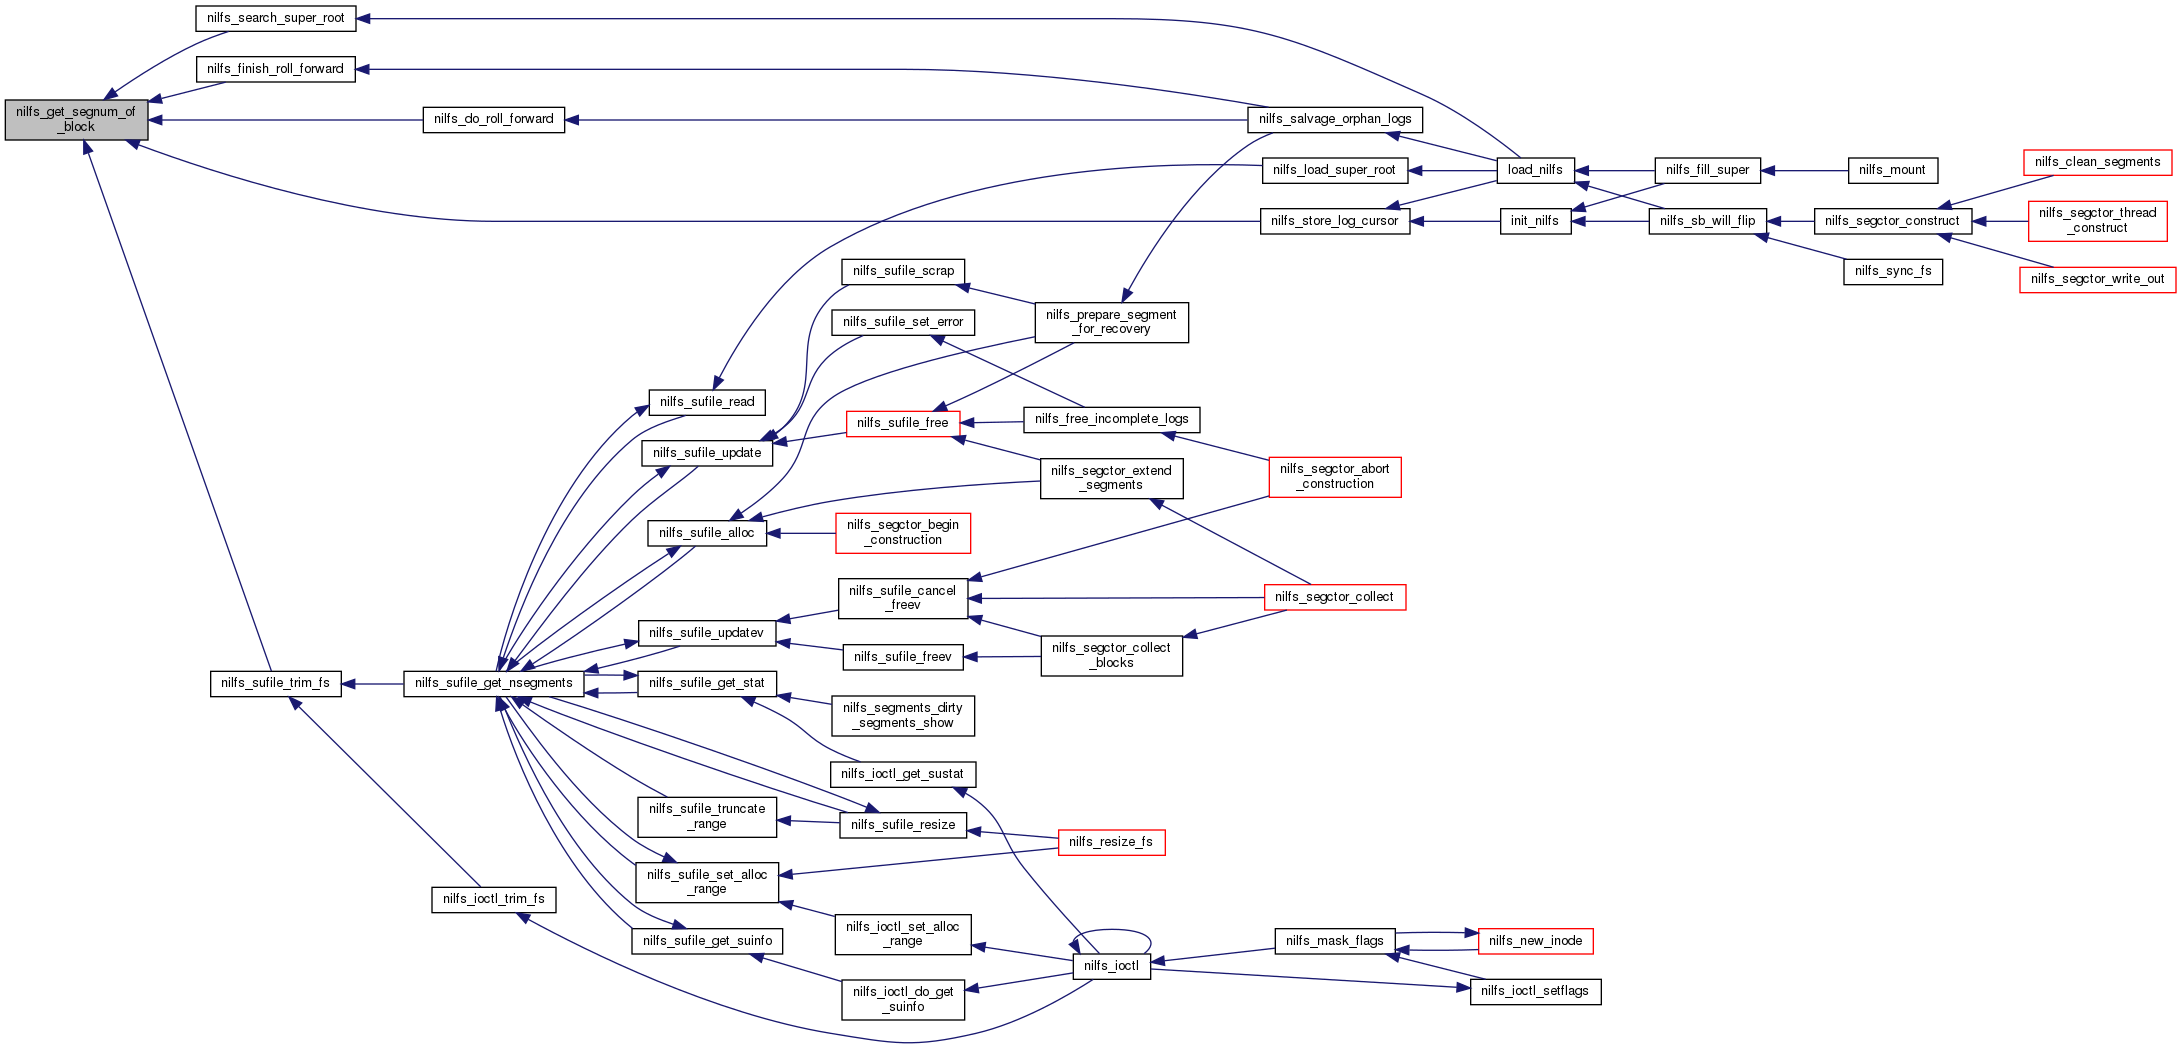 nilfs_search_super_root
nilfs_finish_roll_forward
nilfs_get_segnum_of
_block
nilfs_do_roll_forward
nilfs_salvage_orphan_logs
nilfs_load_super_root
load_nilfs
nilfs_fill_super
nilfs_mount
nilfs_clean_segments
nilfs_store_log_cursor
init_nilfs
nilfs_sb_will_flip
nilfs_segctor_construct
nilfs_segctor_thread
_construct
nilfs_sync_fs
nilfs_segctor_write_out
nilfs_sufile_scrap
nilfs_sufile_set_error
nilfs_prepare_segment
_for_recovery
nilfs_sufile_read
nilfs_sufile_update
nilfs_sufile_free
nilfs_free_incomplete_logs
nilfs_segctor_extend
_segments
nilfs_segctor_abort
_construction
nilfs_sufile_alloc
nilfs_segctor_begin
_construction
nilfs_sufile_cancel
_freev
nilfs_segctor_collect
nilfs_sufile_updatev
nilfs_sufile_freev
nilfs_segctor_collect
_blocks
nilfs_sufile_trim_fs
nilfs_sufile_get_nsegments
nilfs_sufile_get_stat
nilfs_segments_dirty
_segments_show
nilfs_ioctl_get_sustat
nilfs_sufile_truncate
_range
nilfs_sufile_resize
nilfs_resize_fs
nilfs_sufile_set_alloc
_range
nilfs_ioctl_trim_fs
nilfs_ioctl_set_alloc
_range
nilfs_sufile_get_suinfo
nilfs_ioctl_do_get
_suinfo
nilfs_ioctl
nilfs_mask_flags
nilfs_new_inode
nilfs_ioctl_setflags